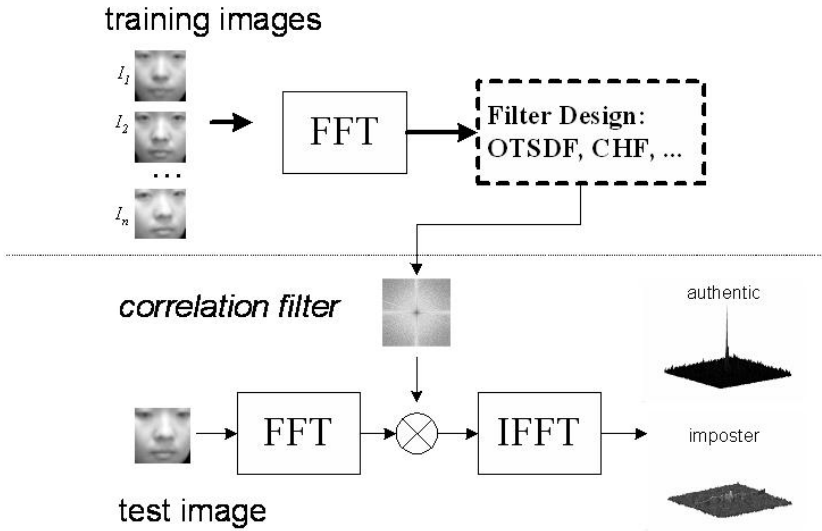 training images
I1
I2
...
In
FFT
Filter Design:
OTSDF, CHF, ...
correlation filter
authentic
FFT
IFFT
imposter
test image